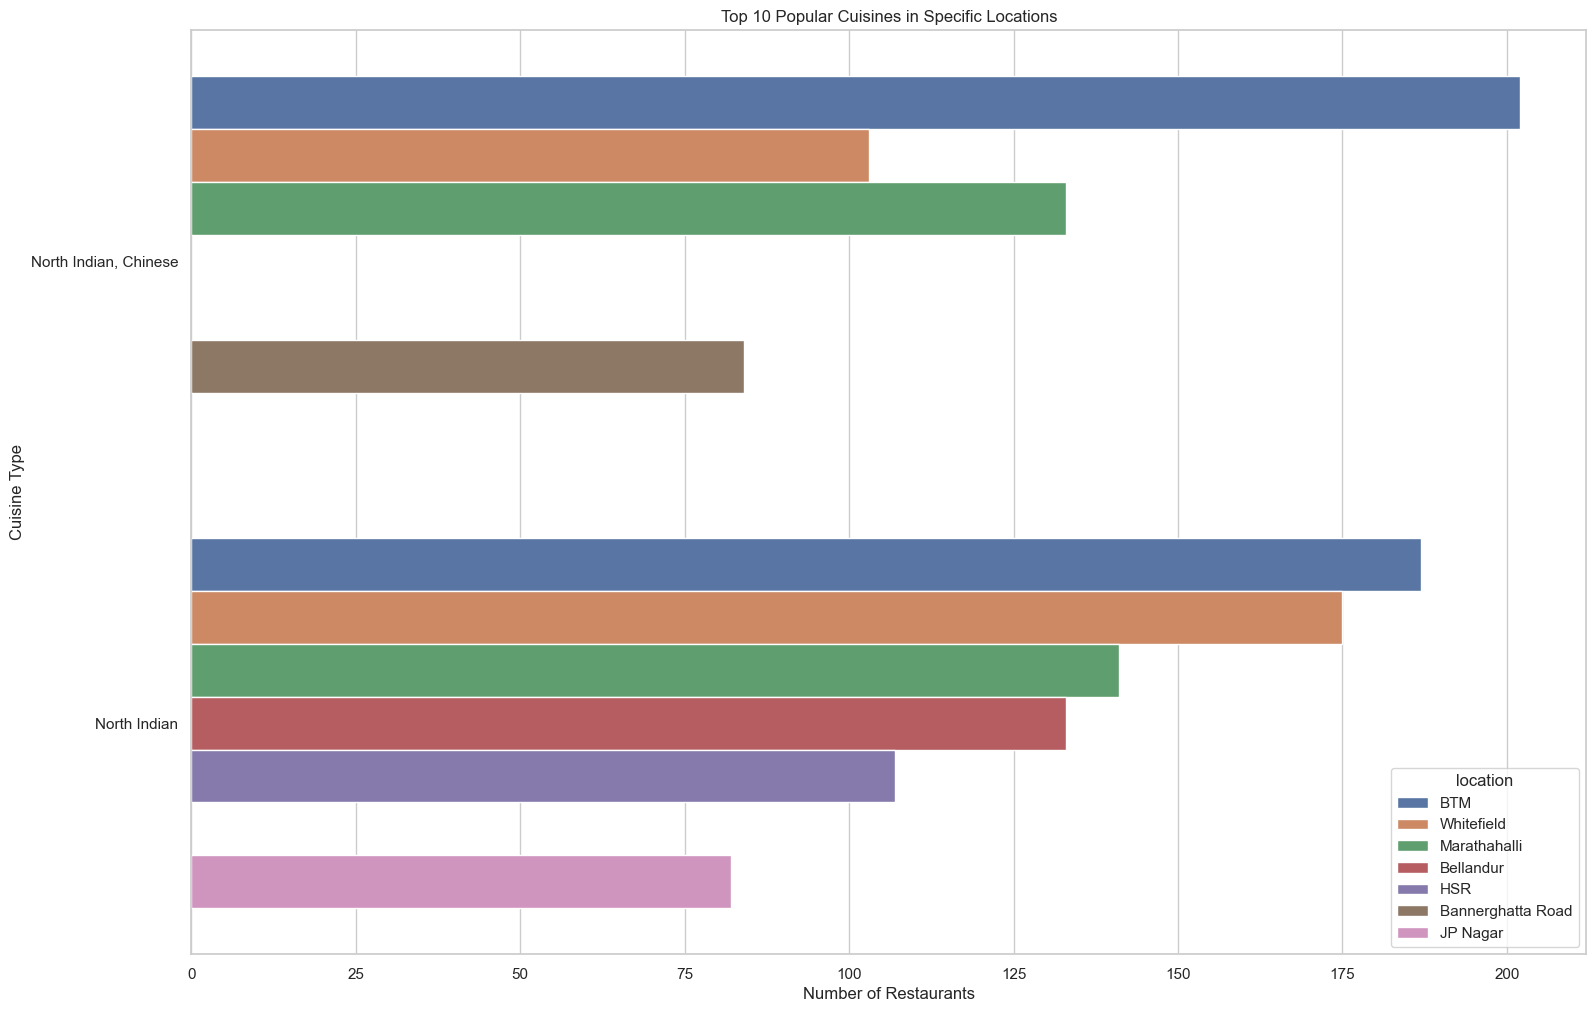 Top 10 Popular Cuisines in Specific Locations
North Indian, Chinese
Cuisine Type
North Indian
location
BTM
Whitefield
Marathahalli
Bellandur
HSR
Bannerghatta Road
JP Nagar
0 25 50 75 100 125 150 175 200
Number of Restaurants